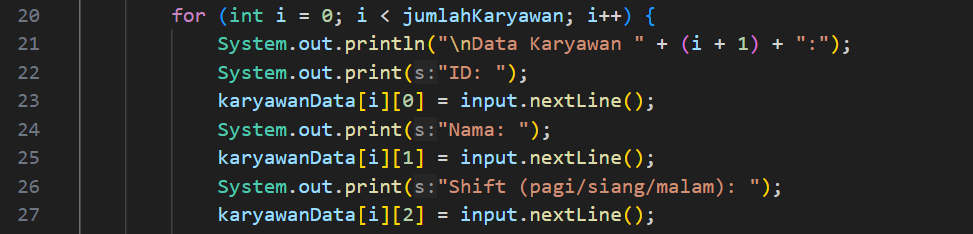 20 for (int i = 0; i < jumlahKaryawan; i++) {
21 System.out.println("\nData Karyawan " + (i + 1) + ":");
22 System.out.print(s:"ID: ");
23 karyawanData[i][0] = input.nextLine();
24 System.out.print(s:"Nama: ");
25 karyawanData[i][1] = input.nextLine();
26 System.out.print(s:"Shift (pagi/siang/malam): ");
27 karyawanData[i][2] = input.nextLine();